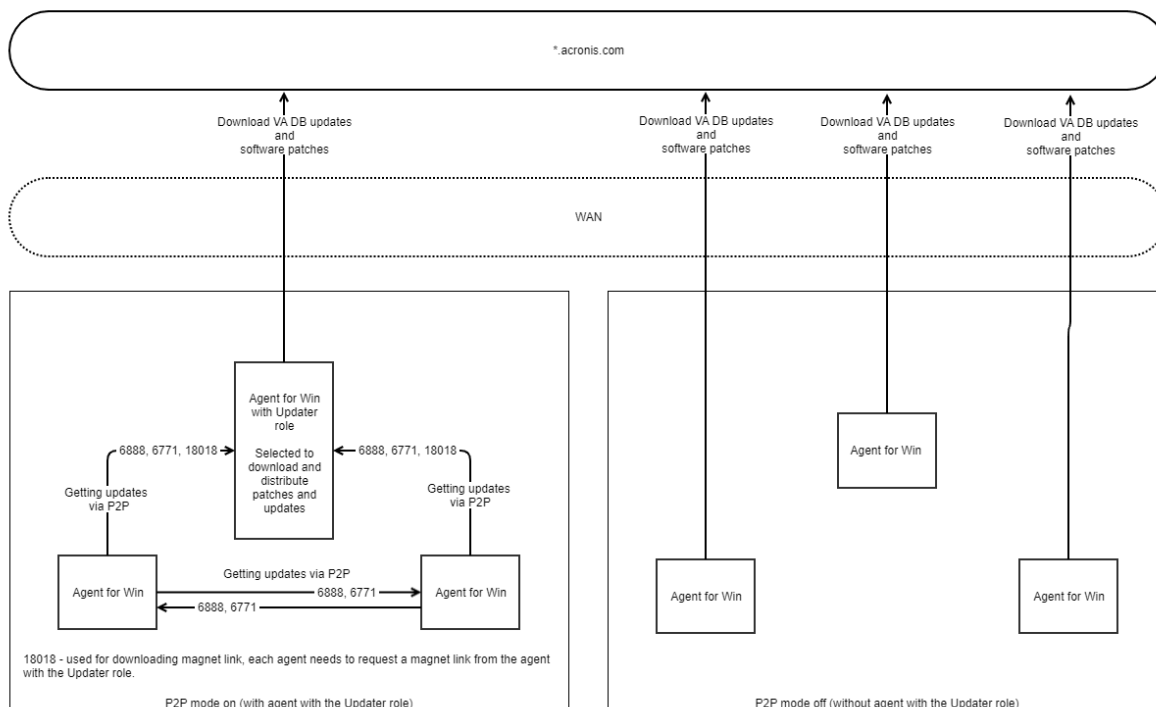 *.acronis.com
Download VA DB updates
and
software patches
Download VA DB updates
and
software patches
Download VA DB updates
and
software patches
Download VA DB updates
and
software patches
WAN
Agent for Win
with Updater
role
Selected to
download and
distribute
patches and
updates
6888, 6771, 18018
6888, 6771, 18018
Getting updates
via P2P
Getting updates
via P2P
Agent for Win
Getting updates via P2P
6888, 6771
6888, 6771
Agent for Win
18018 - used for downloading magnet link, each agent needs to request a magnet link from the agent
with the Updater role.
P2P mode on (with agent with the Updater role)
Agent for Win
Agent for Win
Agent for Win
P2P mode off (without agent with the Updater role)